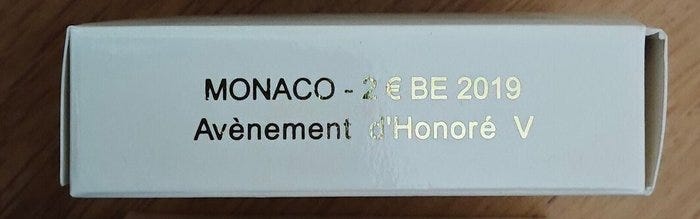 MONACO - 2 € BE 2019
Avènement d'Honoré V